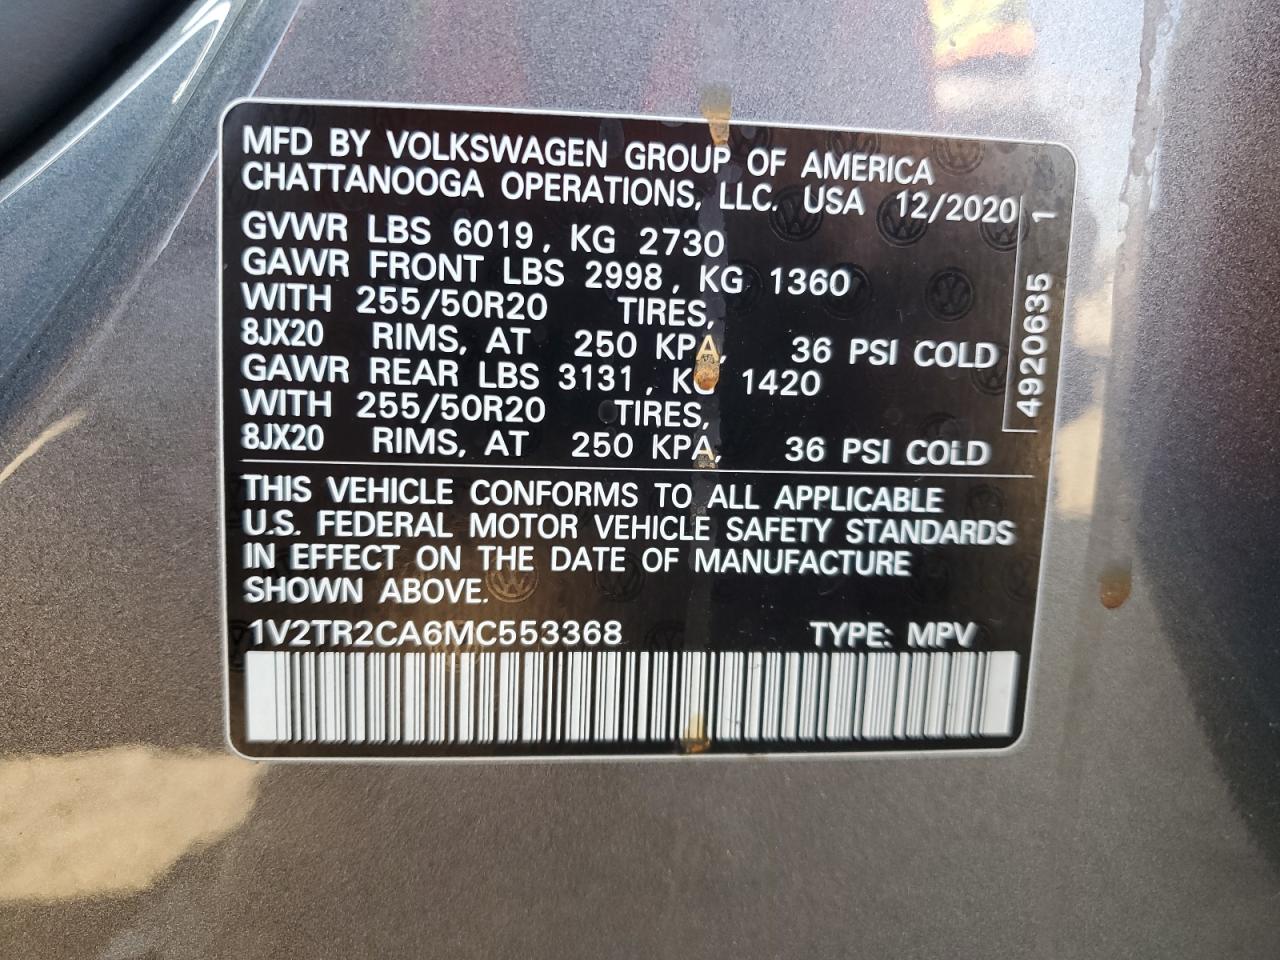 MFD BY VOLKSWAGEN GROUP OF AMERICA
CHATTANOOGA OPERATIONS, LLC. USA 12/2020
GVWR LBS 6019, KG 2730
GAWR FRONT LBS 2998, KG 1360
WITH 255/50R20 TIRES,
8JX20 RIMS, AT 250 KPA, 36 PSI COLD
GAWR REAR LBS 3131, KG 1420
WITH 255/50R20 TIRES,
8JX20 RIMS, AT 250 KPA, 36 PSI COLD
4920635 1
THIS VEHICLE CONFORMS TO ALL APPLICABLE
U.S. FEDERAL MOTOR VEHICLE SAFETY STANDARDS
IN EFFECT ON THE DATE OF MANUFACTURE
SHOWN ABOVE.
1V2TR2CA6MC553368 TYPE: MPV